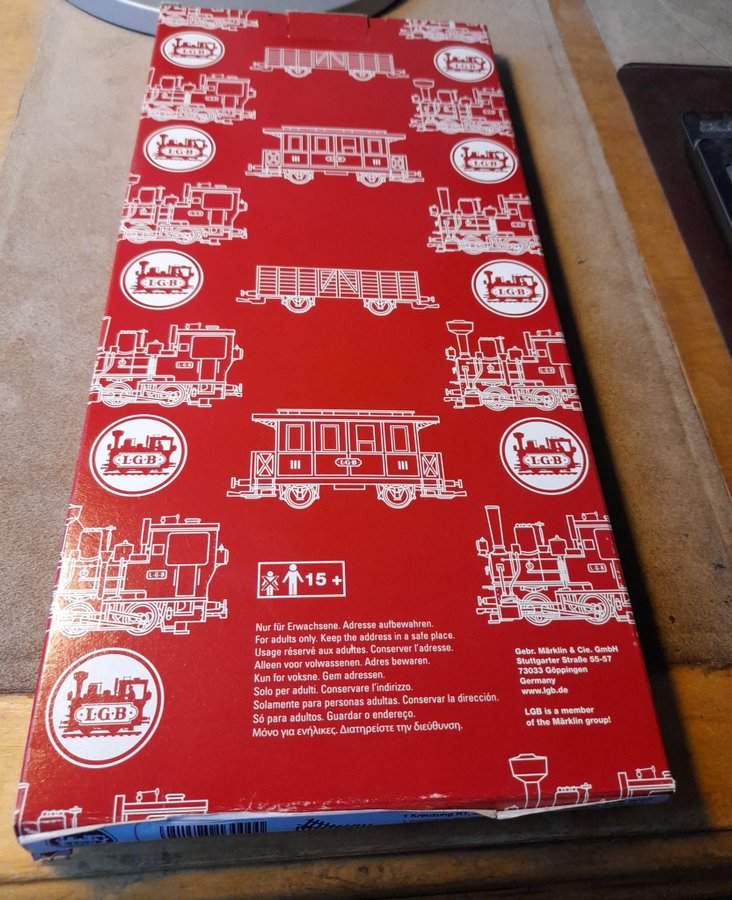 L·G·B
L·G·B
L·G·B
L·G·B
L·G·B
L·G·B
LGB
L·G·B
LGB
L·G·B
LGB
15 +
Nur für Erwachsene. Adresse aufbewahren.
For adults only. Keep the address in a safe place.
Usage réservé aux adultes. Conserver l'adresse.
Alleen voor volwassenen. Adres bewaren.
Kun for voksne. Gem adressen.
Solo per adulti. Conservare l'indirizzo.
Solamente para personas adultas. Conservar la dirección.
Só para adultos. Guardar o endereço.
Μόνο για ενήλικες. Διατηρείστε την διεύθυνση.
Gebr. Märklin & Cie. GmbH
Stuttgarter Straße 55-57
73033 Göppingen
Germany
www.lgb.de
LGB is a member
of the Märklin group!
L·G·B
1 Kreuzung R1,